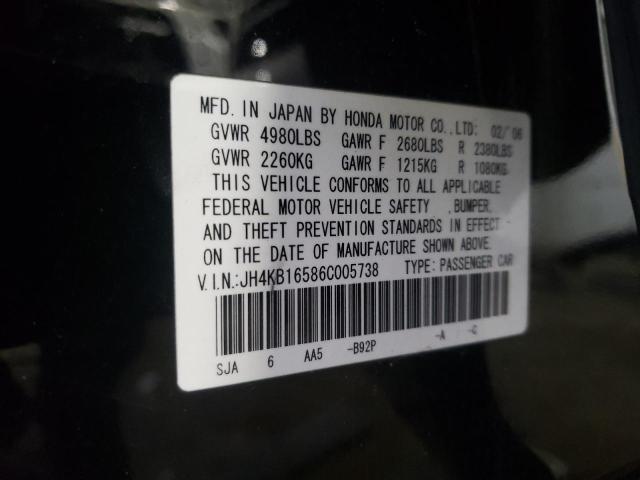 MFD. IN JAPAN BY HONDA MOTOR CO.,LTD: 02/'06
GVWR 4980LBS GAWR F 2680LBS R 2380LBS
GVWR 2260KG GAWR F 1215KG R 1080KG
THIS VEHICLE CONFORMS TO ALL APPLICABLE
FEDERAL MOTOR VEHICLE SAFETY , BUMPER,
AND THEFT PREVENTION STANDARDS IN EFFECT
ON THE DATE OF MANUFACTURE SHOWN ABOVE.
V.I.N.:JH4KB16586C005738 TYPE: PASSENGER CAR
SJA 6 AA5 -B92P -A -C